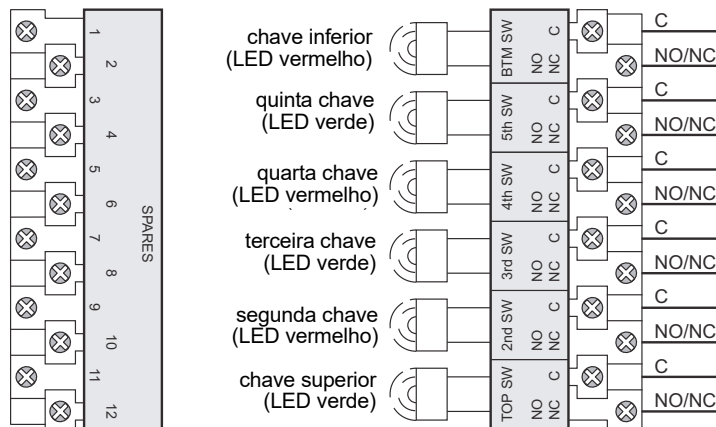 1
2
3
4
5
6
7
8
9
10
11
12
SPARES
chave inferior
(LED vermelho)
BTM SW
NO
NC
C
C
NO/NC
quinta chave
(LED verde)
5th SW
NO
NC
C
C
NO/NC
quarta chave
(LED vermelho)
4th SW
NO
NC
C
C
NO/NC
terceira chave
(LED verde)
3rd SW
NO
NC
C
C
NO/NC
segunda chave
(LED vermelho)
2nd SW
NO
NC
C
C
NO/NC
chave superior
(LED verde)
TOP SW
NO
NC
C
C
NO/NC